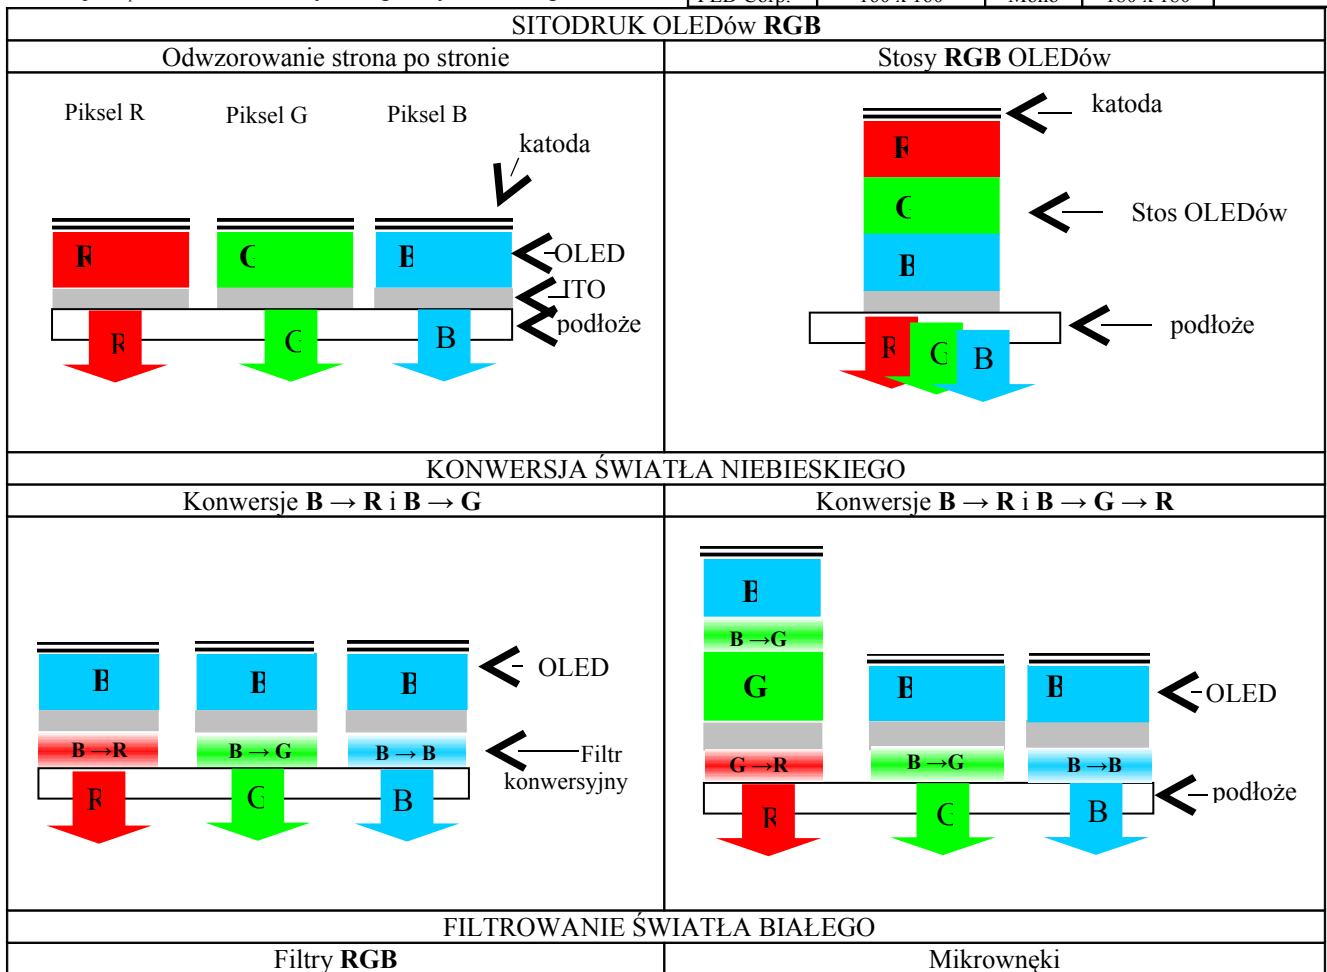 SITODRUK OLEDów RGB
Odwzorowanie strona po stronie
Stosy RGB OLEDów
Piksel R
Piksel G
Piksel B
katoda
R
G
B
OLED
ITO
podłoże
R
G
B
katoda
R
G
B
Stos OLEDów
podłoże
R
G
B
KONWERSJA ŚWIATŁA NIEBIESKIEGO
Konwersje B → R i B → G
Konwersje B → R i B → G → R
B
B
B
OLED
B→R
B→G
B→B
Filtr
konwersyjny
R
G
B
B
B→G
G
B
B
OLED
G→R
B→G
B→B
podłoże
R
G
B
FILTROWANIE ŚWIATŁA BIAŁEGO
Filtry RGB
Mikrownęki